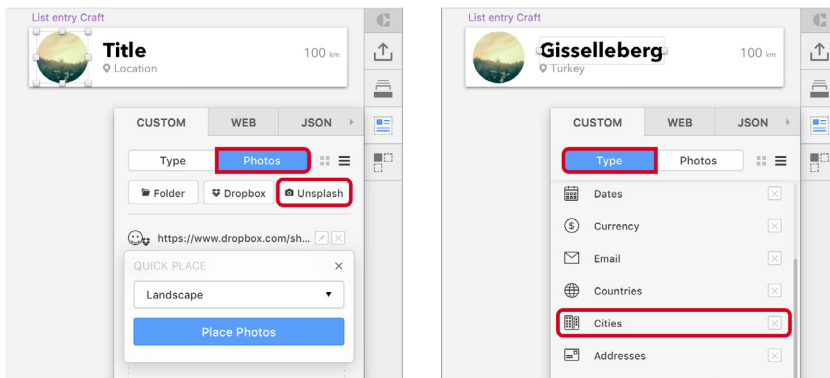 List entry Craft
Title
100 km
Location
CUSTOM WEB JSON
Type Photos
Folder Dropbox Unsplash
https://www.dropbox.com/sh...
QUICK PLACE
Landscape
Place Photos
List entry Craft
Gisselleberg
100 km
Turkey
CUSTOM WEB JSON
Type Photos
Dates
Currency
Email
Countries
Cities
Addresses